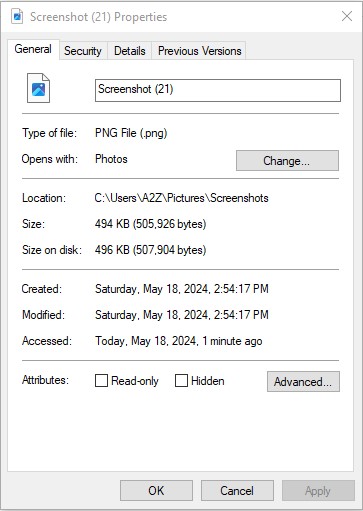 Screenshot (21) Properties
General Security Details Previous Versions
Screenshot (21)
Type of file: PNG File (.png)
Opens with: Photos Change...
Location: C:\Users\A2Z\Pictures\Screenshots
Size: 494 KB (505,926 bytes)
Size on disk: 496 KB (507,904 bytes)
Created: Saturday, May 18, 2024, 2:54:17 PM
Modified: Saturday, May 18, 2024, 2:54:17 PM
Accessed: Today, May 18, 2024, 1 minute ago
Attributes: Read-only Hidden Advanced...
OK Cancel Apply